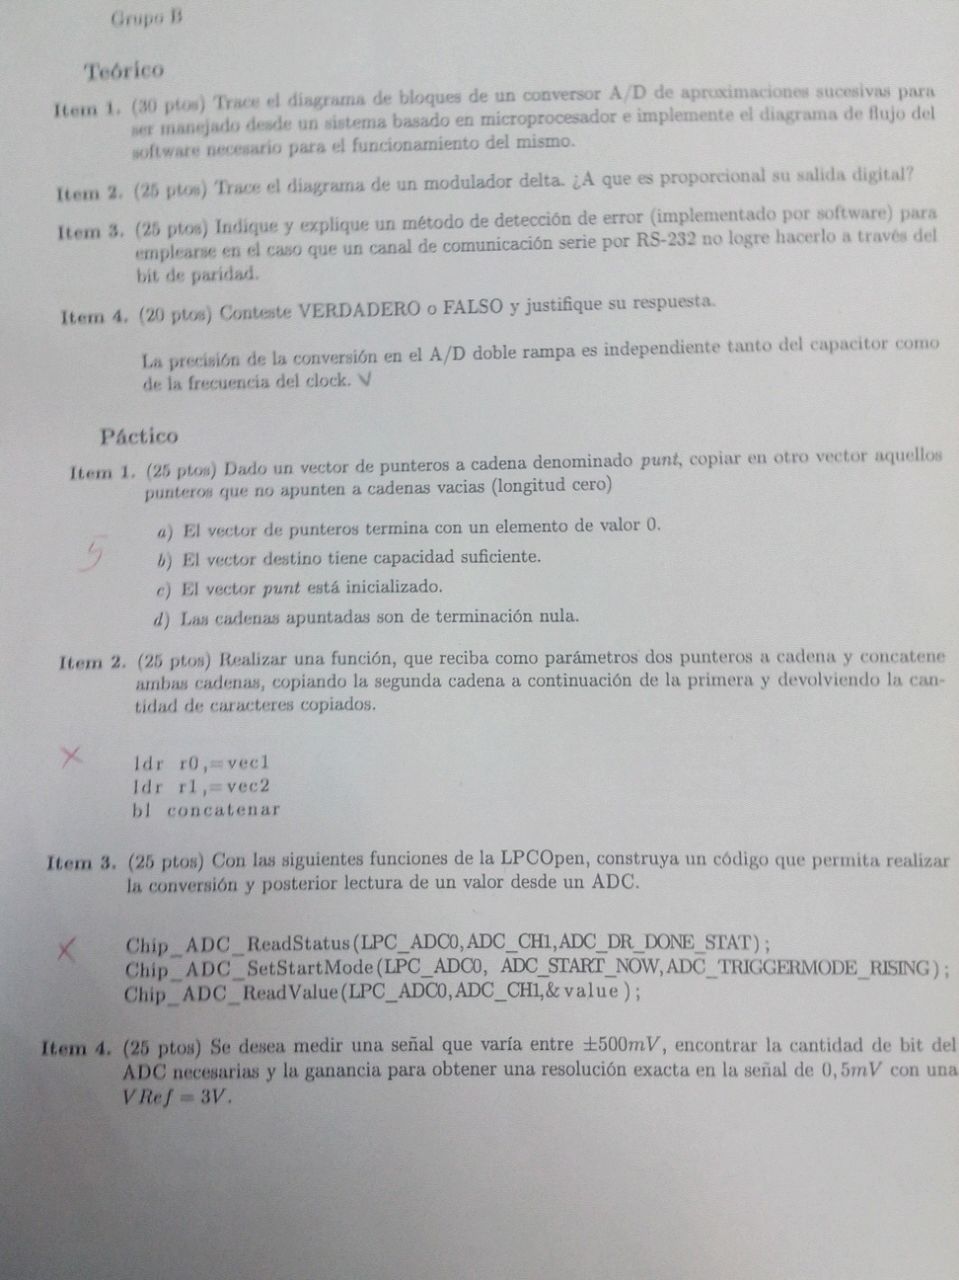 Grupo B
Teórico
Item 1. (30 ptos) Trace el diagrama de bloques de un conversor A/D de aproximaciones sucesivas para
ser manejado desde un sistema basado en microprocesador e implemente el diagrama de flujo del
software necesario para el funcionamiento del mismo.
Item 2. (25 ptos) Trace el diagrama de un modulador delta. ¿A que es proporcional su salida digital?
Item 3. (25 ptos) Indique y explique un método de detección de error (implementado por software) para
emplearse en el caso que un canal de comunicación serie por RS-232 no logre hacerlo a través del
bit de paridad.
Item 4. (20 ptos) Conteste VERDADERO o FALSO y justifique su respuesta.
La precisión de la conversión en el A/D doble rampa es independiente tanto del capacitor como
de la frecuencia del clock. V
Páctico
Item 1. (25 ptos) Dado un vector de punteros a cadena denominado punt, copiar en otro vector aquellos
punteros que no apunten a cadenas vacias (longitud cero)
a) El vector de punteros termina con un elemento de valor 0.
5
b) El vector destino tiene capacidad suficiente.
c) El vector punt está inicializado.
d) Las cadenas apuntadas son de terminación nula.
Item 2. (25 ptos) Realizar una función, que reciba como parámetros dos punteros a cadena y concatene
ambas cadenas, copiando la segunda cadena a continuación de la primera y devolviendo la can-
tidad de caracteres copiados.
ldr r0,=vec1
ldr r1,=vec2
bl concatenar
Item 3. (25 ptos) Con las siguientes funciones de la LPCOpen, construya un código que permita realizar
la conversión y posterior lectura de un valor desde un ADC.
Chip_ADC_ReadStatus(LPC_ADC0,ADC_CH1,ADC_DR_DONE_STAT);
Chip_ADC_SetStartMode(LPC_ADC0, ADC_START_NOW,ADC_TRIGGERMODE_RISING);
Chip_ADC_ReadValue(LPC_ADC0,ADC_CH1,&value);
Item 4. (25 ptos) Se desea medir una señal que varía entre ±500mV, encontrar la cantidad de bit del
ADC necesarias y la ganancia para obtener una resolución exacta en la señal de 0,5mV con una
VRef = 3V.